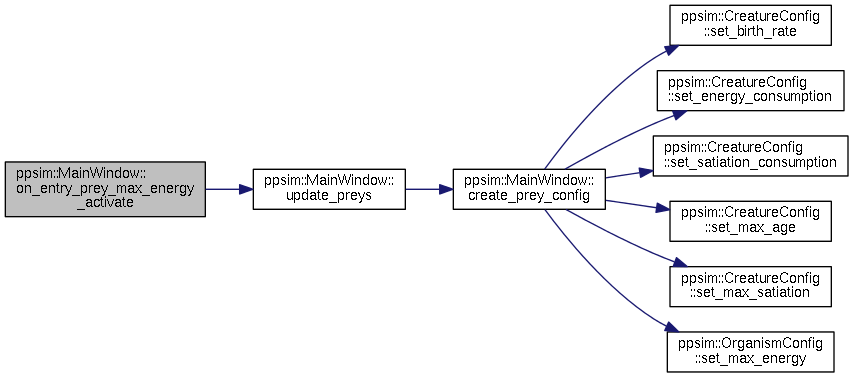 ppsim::MainWindow::
on_entry_prey_max_energy
_activate
ppsim::MainWindow::
update_preys
ppsim::MainWindow::
create_prey_config
ppsim::CreatureConfig
::set_birth_rate
ppsim::CreatureConfig
::set_energy_consumption
ppsim::CreatureConfig
::set_satiation_consumption
ppsim::CreatureConfig
::set_max_age
ppsim::CreatureConfig
::set_max_satiation
ppsim::OrganismConfig
::set_max_energy